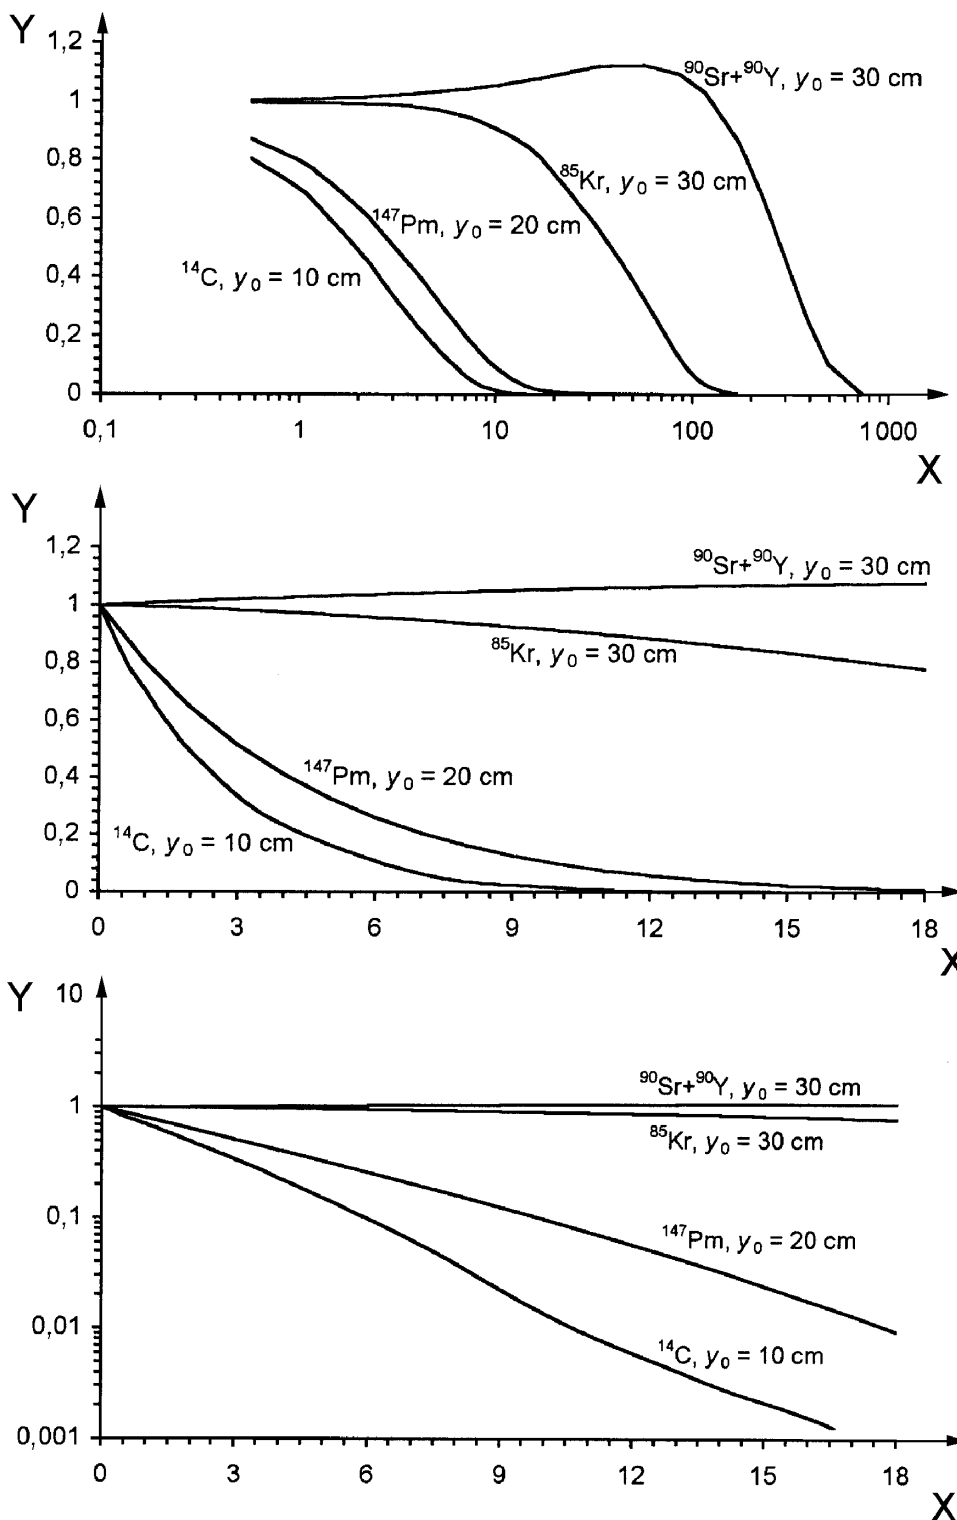 Y
1,2
1
0,8
0,6
0,4
0,2
0
⁹⁰Sr+⁹⁰Y, y₀ = 30 cm
⁸⁵Kr, y₀ = 30 cm
¹⁴⁷Pm, y₀ = 20 cm
¹⁴C, y₀ = 10 cm
0,1 1 10 100 1000
X
Y
1,2
1
0,8
0,6
0,4
0,2
0
⁹⁰Sr+⁹⁰Y, y₀ = 30 cm
⁸⁵Kr, y₀ = 30 cm
¹⁴⁷Pm, y₀ = 20 cm
¹⁴C, y₀ = 10 cm
0 3 6 9 12 15 18
X
Y
10
1
0,1
0,01
0,001
⁹⁰Sr+⁹⁰Y, y₀ = 30 cm
⁸⁵Kr, y₀ = 30 cm
¹⁴⁷Pm, y₀ = 20 cm
¹⁴C, y₀ = 10 cm
0 3 6 9 12 15 18
X